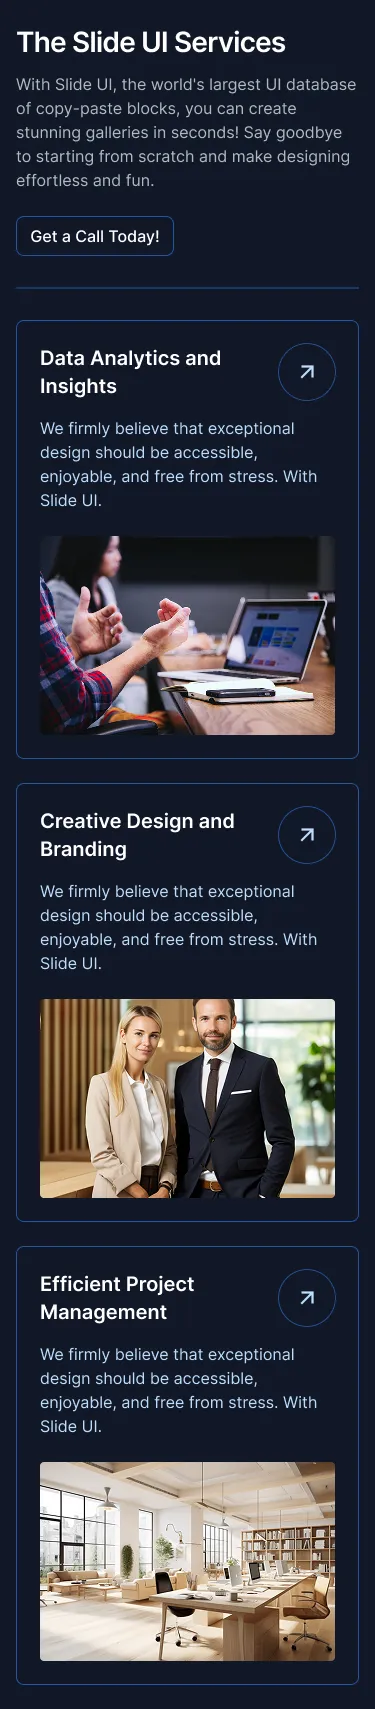 The Slide UI Services
With Slide UI, the world's largest UI database
of copy-paste blocks, you can create
stunning galleries in seconds! Say goodbye
to starting from scratch and make designing
effortless and fun.
Get a Call Today!
Data Analytics and
Insights
We firmly believe that exceptional
design should be accessible,
enjoyable, and free from stress. With
Slide UI.
Creative Design and
Branding
We firmly believe that exceptional
design should be accessible,
enjoyable, and free from stress. With
Slide UI.
Efficient Project
Management
We firmly believe that exceptional
design should be accessible,
enjoyable, and free from stress. With
Slide UI.